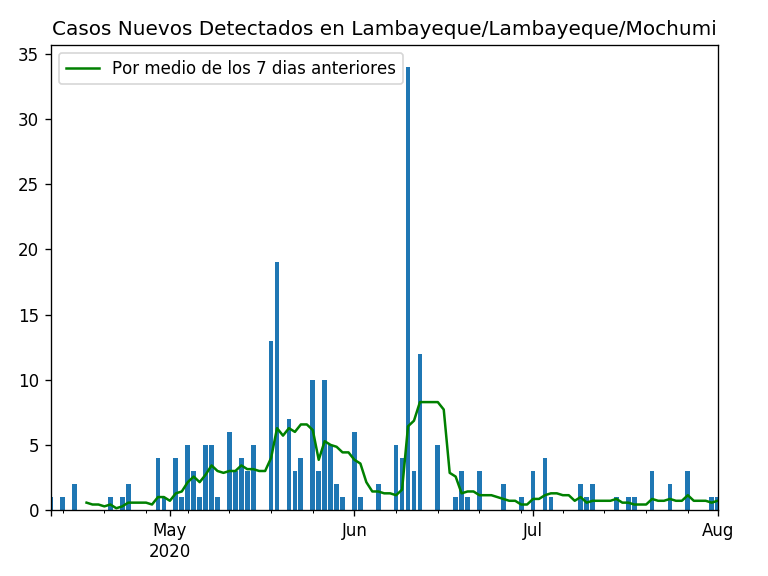 Casos Nuevos Detectados en Lambayeque/Lambayeque/Mochumi
Por medio de los 7 dias anteriores
35
30
25
20
15
10
5
0
May
2020
Jun
Jul
Aug